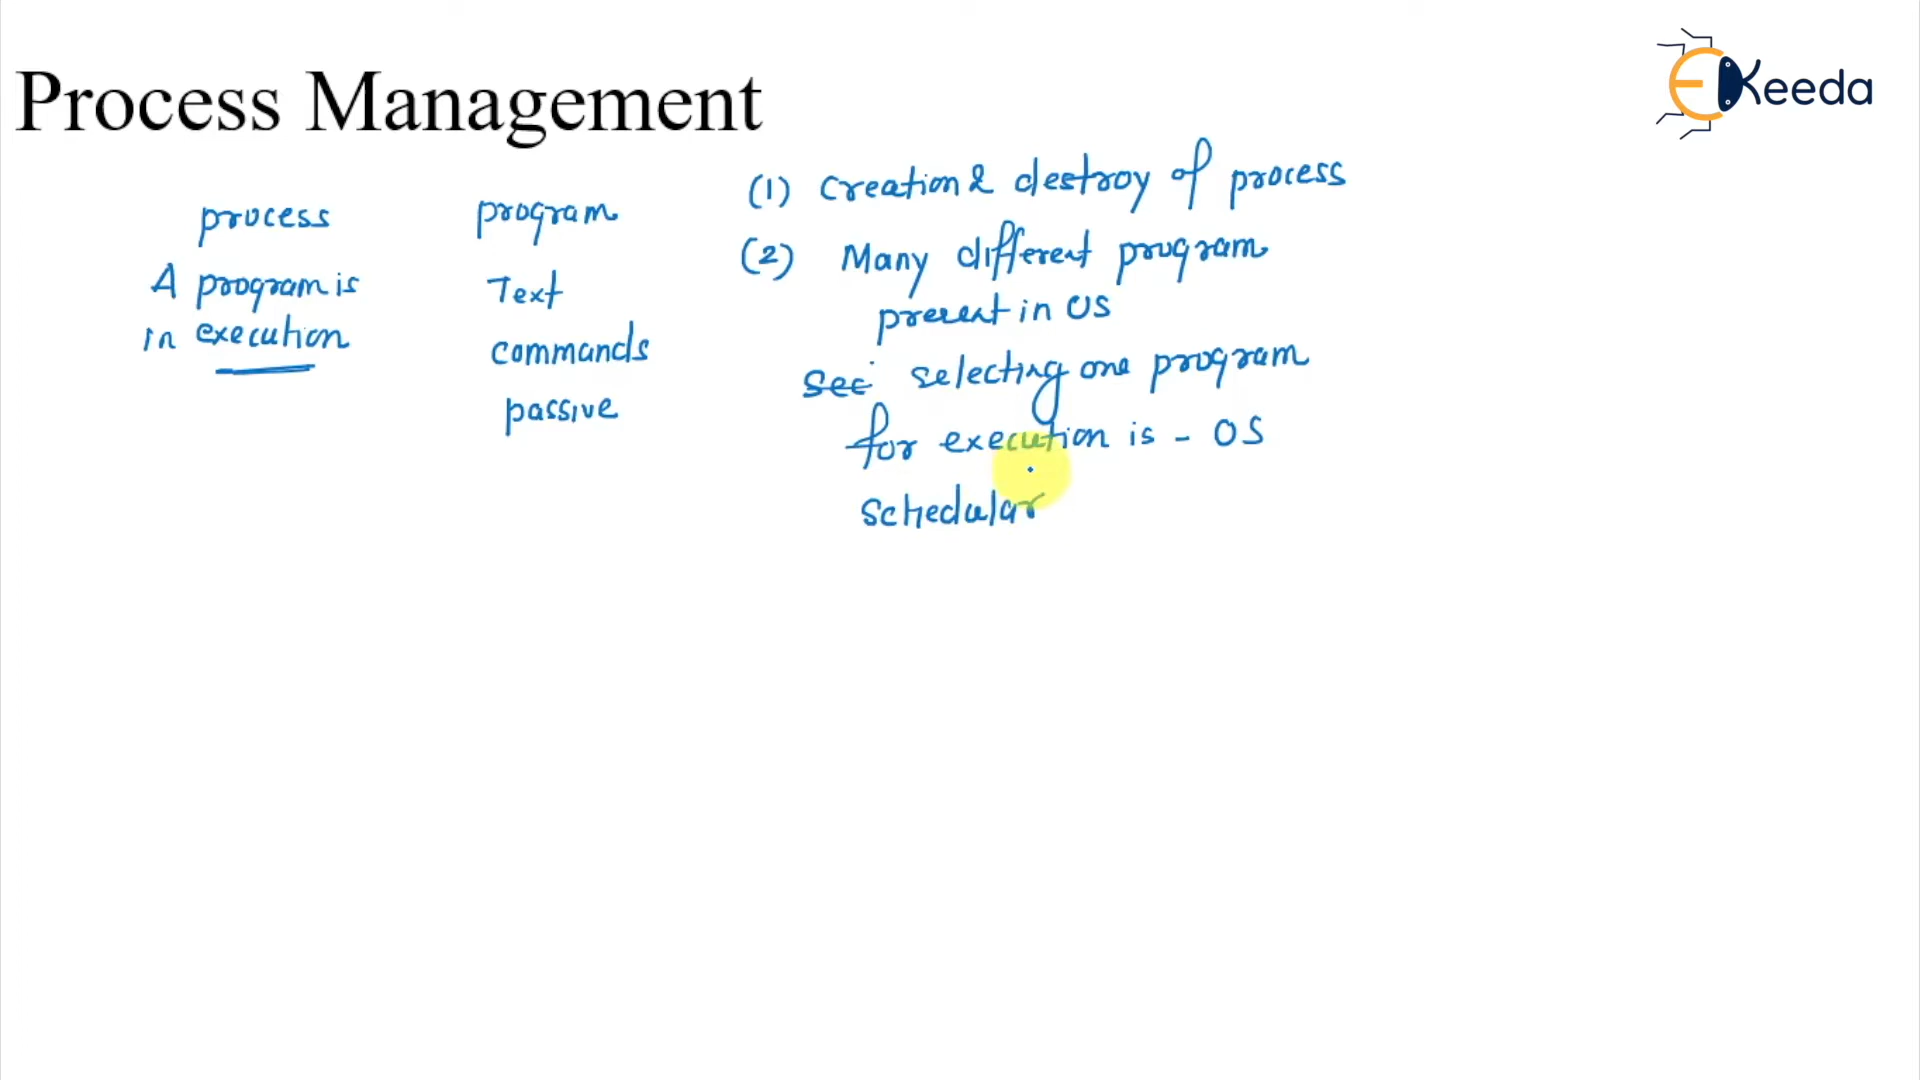 Process Management
EKeeda
process
A program is
in execution
program
Text
commands
passive
(1) Creation & destroy of process
(2) Many different program
present in OS
Sec selecting one program
for execution is - OS
Schedular